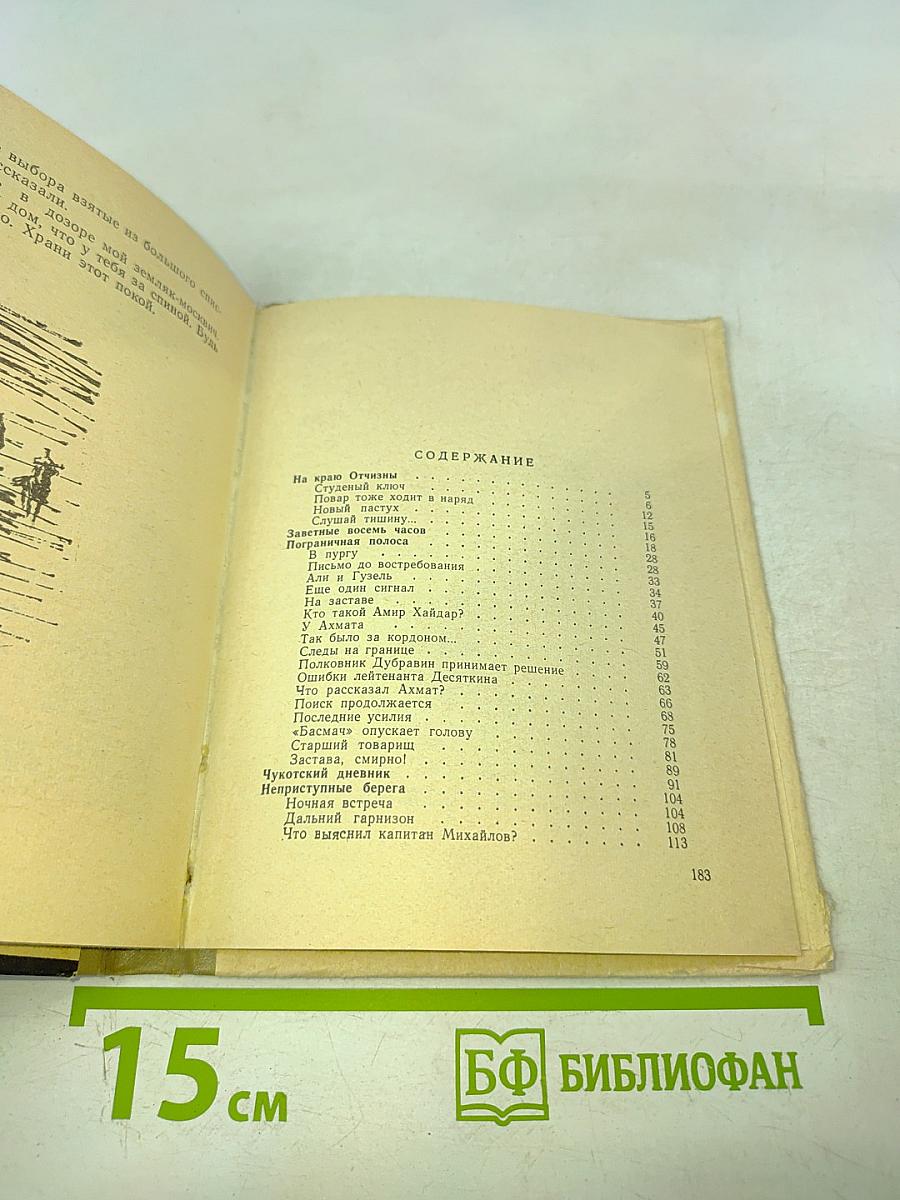 выбора взятые из большого спис-
в дозоре мой земляк-москвич.
дом, что у тебя за спиной. Будь
Храни этот покой.
СОДЕРЖАНИЕ
На краю Отчизны . . . . . . . . . . 5
Студеный ключ . . . . . . . . . . 6
Повар тоже ходит в наряд . . . . . . . 12
Новый пастух . . . . . . . . . . 15
Слушай тишину... . . . . . . . . . . 16
Заветные восемь часов . . . . . . . . . 18
Пограничная полоса . . . . . . . . . . 28
В пургу . . . . . . . . . . 28
Письмо до востребования . . . . . . . . 33
Али и Гузель . . . . . . . . . . 34
Еще один сигнал . . . . . . . . . . 37
На заставе . . . . . . . . . . 40
Кто такой Амир Хайдар? . . . . . . . . 45
У Ахмата . . . . . . . . . . 47
Так было за кордоном... . . . . . . . . 51
Следы на границе . . . . . . . . . . 59
Полковник Дубравин принимает решение . . . . 62
Ошибки лейтенанта Десяткина . . . . . . . 63
Что рассказал Ахмат? . . . . . . . . . 66
Поиск продолжается . . . . . . . . . 68
Последние усилия . . . . . . . . . . 75
«Басмач» опускает голову . . . . . . . . 78
Старший товарищ . . . . . . . . . . 81
Застава, смирно! . . . . . . . . . . 89
Чукотский дневник . . . . . . . . . . 91
Неприступные берега . . . . . . . . . . 104
Ночная встреча . . . . . . . . . . 104
Дальний гарнизон . . . . . . . . . . 108
Что выяснил капитан Михайлов? . . . . . . . 113
183
15 см
БФ БИБЛИОФАН